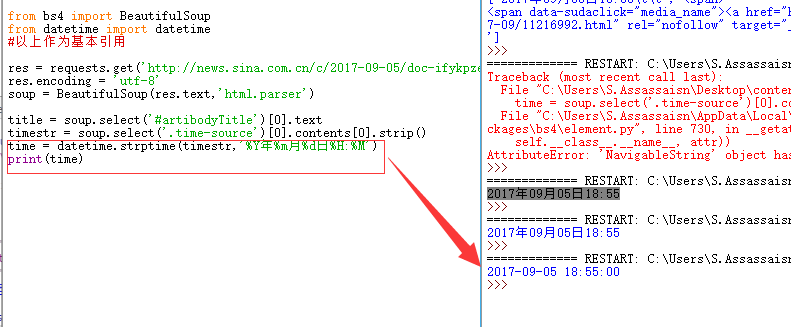 from bs4 import BeautifulSoup
from datetime import datetime
#以上作为基本引用
res = requests.get('http://news.sina.com.cn/c/2017-09-05/doc-ifykpze
res.encoding = 'utf-8'
soup = BeautifulSoup(res.text,'html.parser')
title = soup.select('#artibodyTitle')[0].text
timestr = soup.select('.time-source')[0].contents[0].strip()
time = datetime.strptime(timestr,'%Y年%m月%d日%H:%M')
print(time)
<span data-sudaclick="media_name"><a href="h
7-09/11216992.html" rel="nofollow" target="_
']
>>>
============= RESTART: C:\Users\S.Assassaisn
Traceback (most recent call last):
File "C:\Users\S.Assassaisn\Desktop\conten
time = soup.select('.time-source')[0].co
File "C:\Users\S.Assassaisn\AppData\Local\
ckages\bs4\element.py", line 730, in __getat
self.__class__.__name__, attr))
AttributeError: 'NavigableString' object has
>>>
============= RESTART: C:\Users\S.Assassaisn
2017年09月05日18:55
>>>
============= RESTART: C:\Users\S.Assassaisn
2017年09月05日18:55
>>>
============= RESTART: C:\Users\S.Assassaisn
2017-09-05 18:55:00
>>>